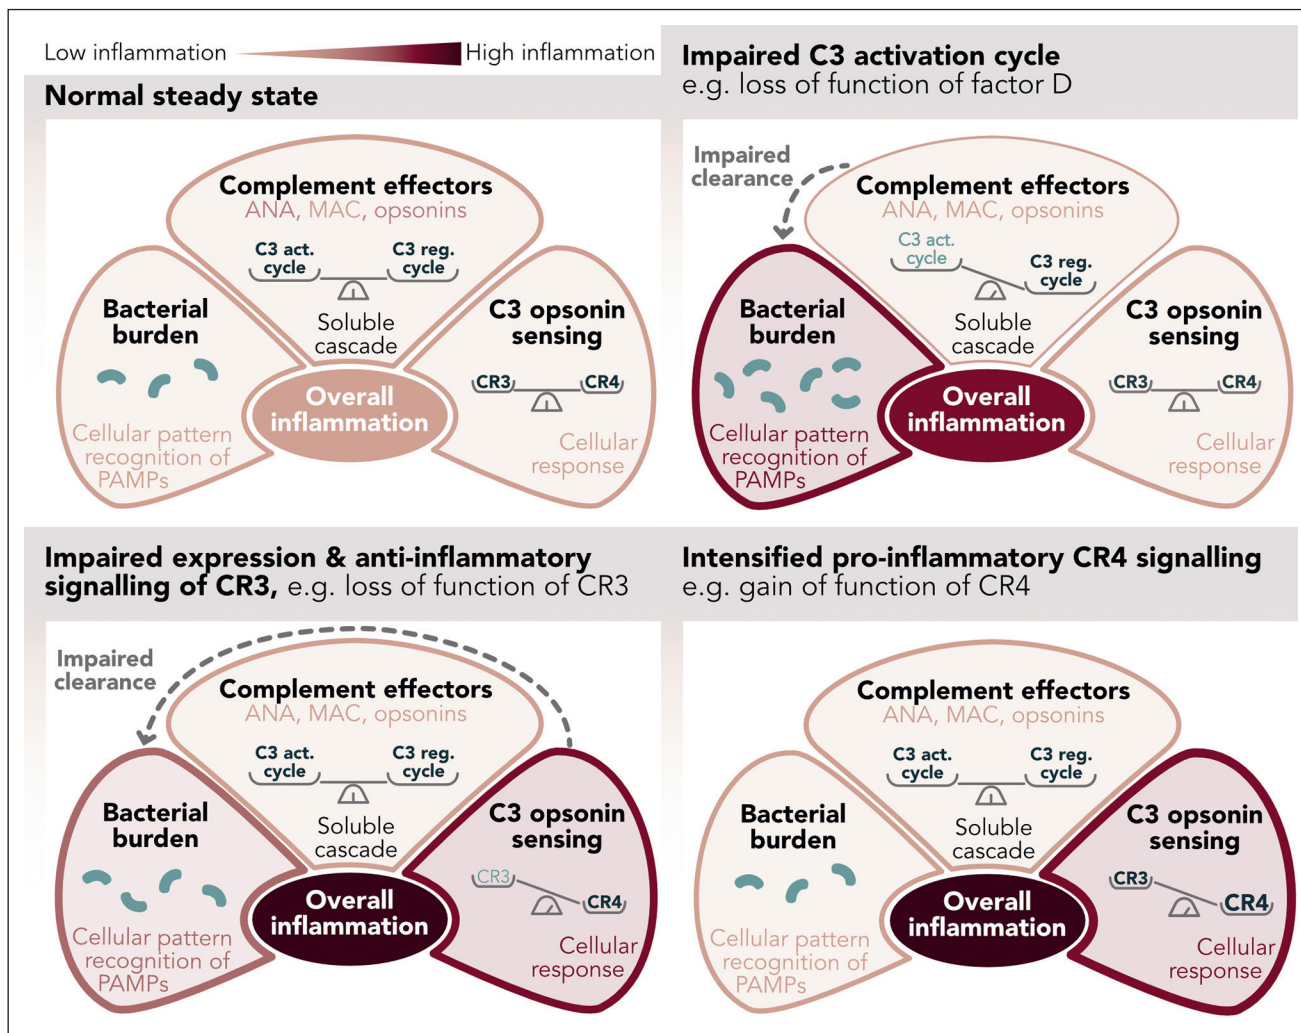 Low inflammation
High inflammation
Normal steady state
Complement effectors
ANA, MAC, opsonins
C3 act.
cycle
C3 reg.
cycle
Soluble
cascade
Bacterial
burden
Cellular pattern
recognition of
PAMPs
C3 opsonin
sensing
CR3
CR4
Cellular
response
Overall
inflammation
Impaired C3 activation cycle
e.g. loss of function of factor D
Impaired
clearance
Complement effectors
ANA, MAC, opsonins
C3 act.
cycle
C3 reg.
cycle
Soluble
cascade
Bacterial
burden
Cellular pattern
recognition of
PAMPs
C3 opsonin
sensing
CR3
CR4
Cellular
response
Overall
inflammation
Impaired expression & anti-inflammatory
signalling of CR3, e.g. loss of function of CR3
Impaired
clearance
Complement effectors
ANA, MAC, opsonins
C3 act.
cycle
C3 reg.
cycle
Soluble
cascade
Bacterial
burden
Cellular pattern
recognition of
PAMPs
C3 opsonin
sensing
CR3
CR4
Cellular
response
Overall
inflammation
Intensified pro-inflammatory CR4 signalling
e.g. gain of function of CR4
Complement effectors
ANA, MAC, opsonins
C3 act.
cycle
C3 reg.
cycle
Soluble
cascade
Bacterial
burden
Cellular pattern
recognition of
PAMPs
C3 opsonin
sensing
CR3
CR4
Cellular
response
Overall
inflammation